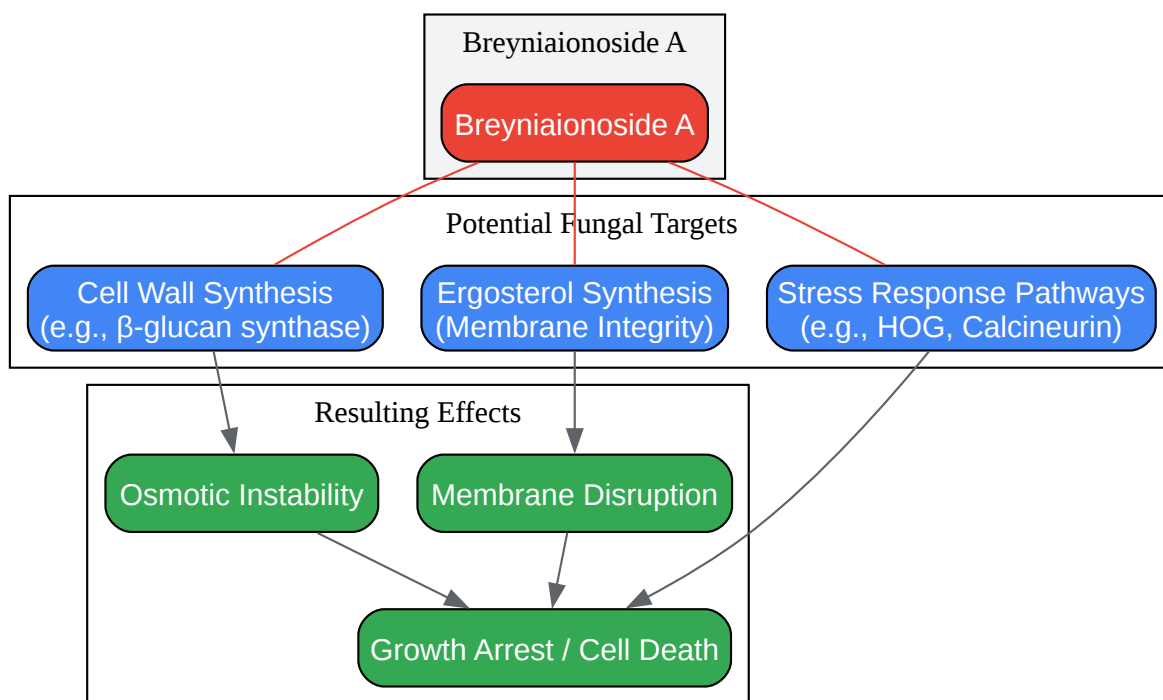 Breyniaionoside A
Breyniaionoside A
Potential Fungal Targets
Cell Wall Synthesis
(e.g., β-glucan synthase)
Ergosterol Synthesis
(Membrane Integrity)
Stress Response Pathways
(e.g., HOG, Calcineurin)
Resulting Effects
Osmotic Instability
Membrane Disruption
Growth Arrest / Cell Death